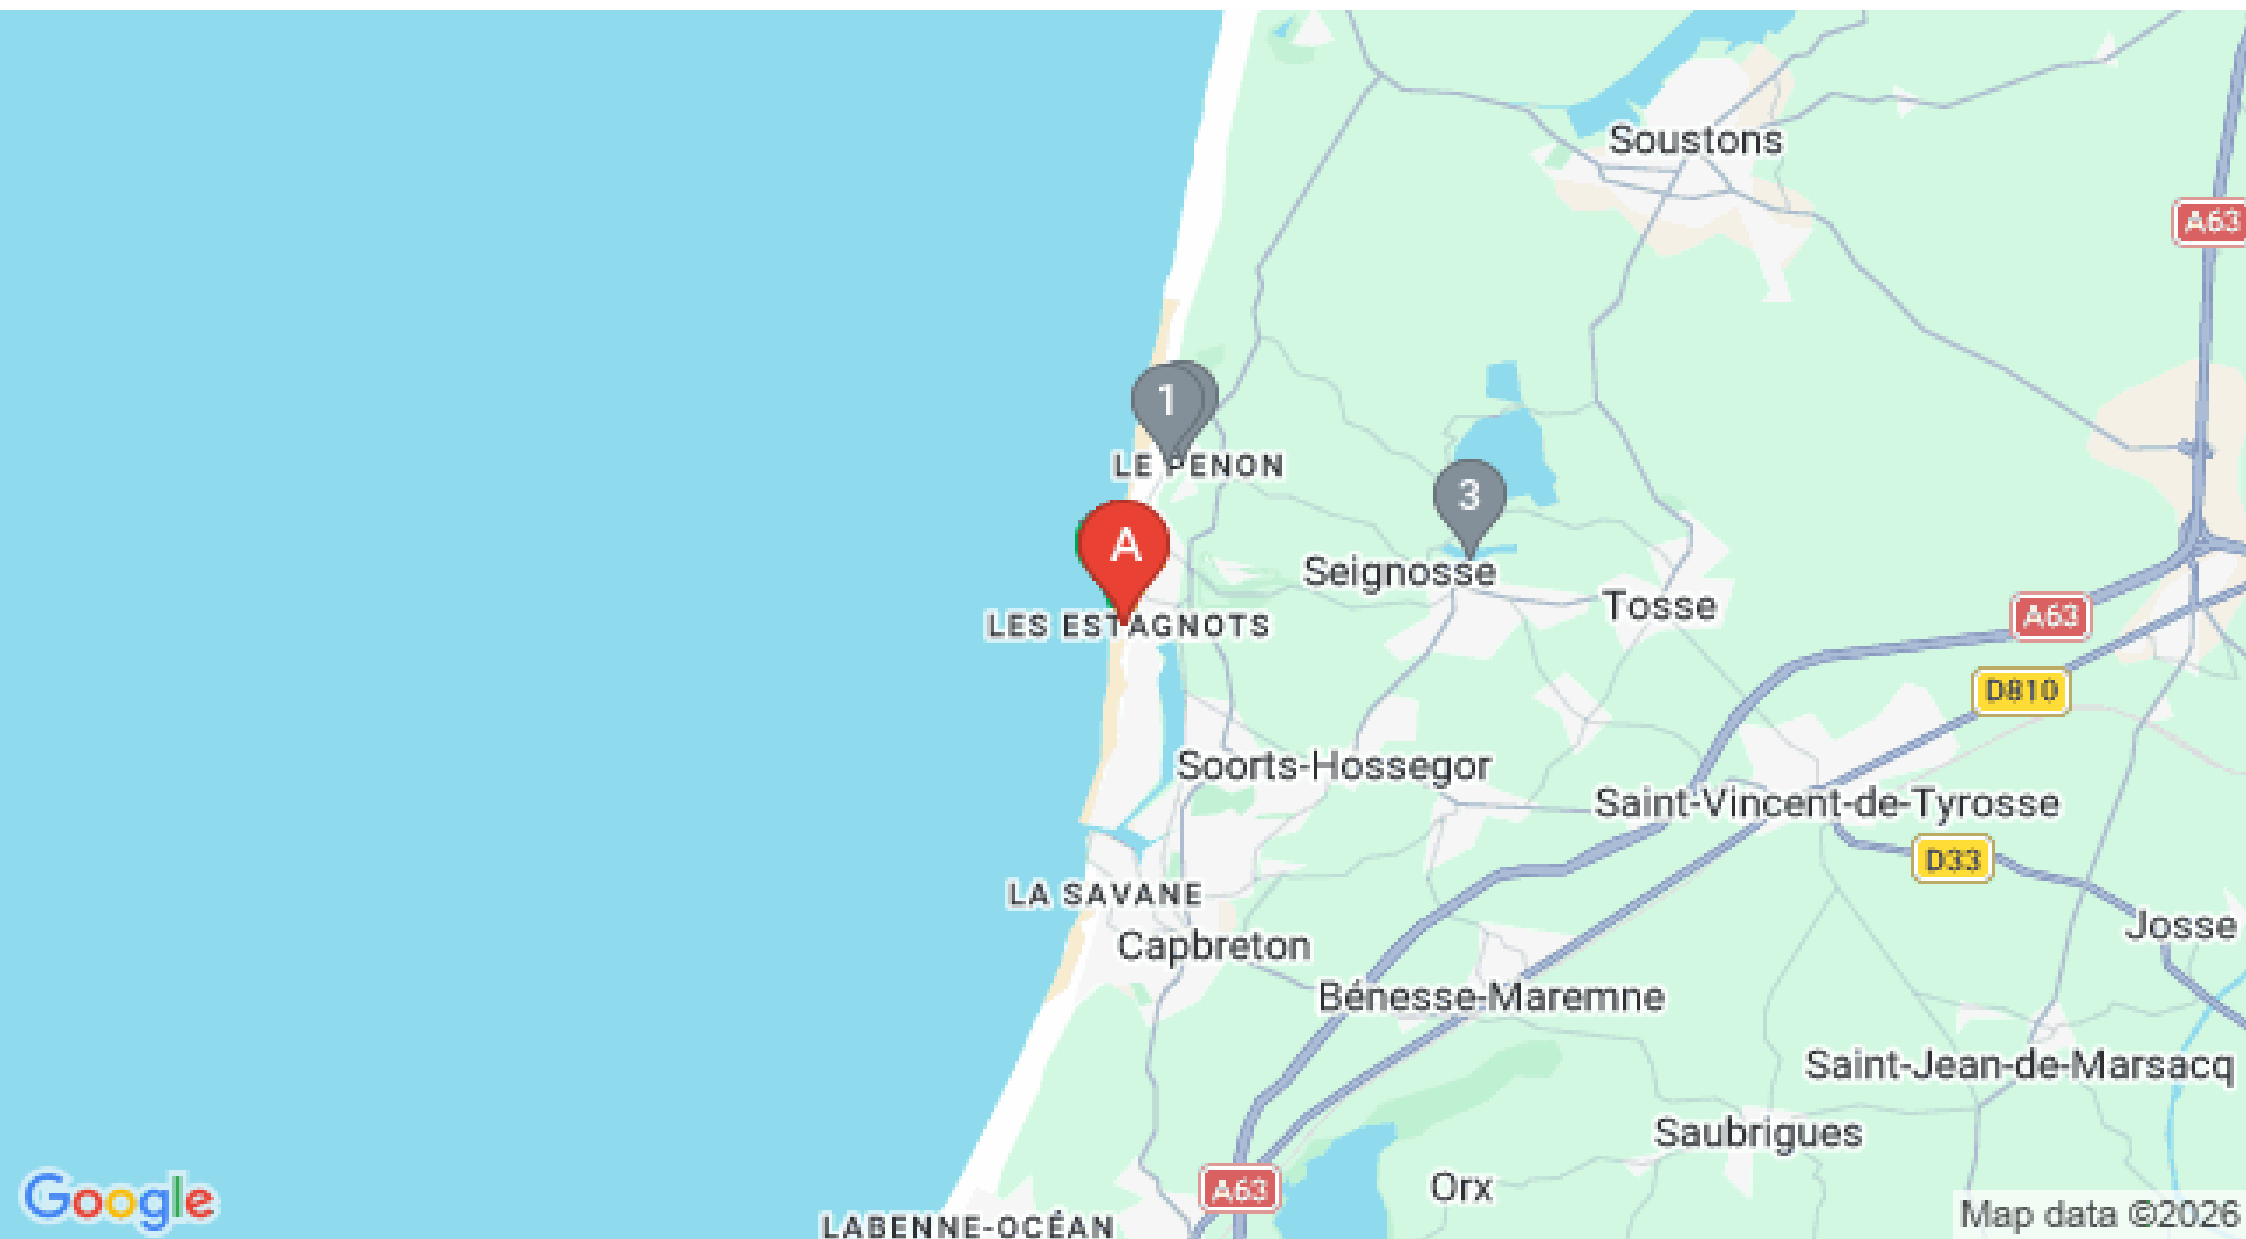 Soustons
A63
1
LE PENON
3
A
Seignosse
Tosse
A63
LES ESTAGNOTS
D810
Soorts-Hossegor
Saint-Vincent-de-Tyrosse
D33
LA SAVANE
Josse
Capbreton
Bénesse-Maremne
Saint-Jean-de-Marsacq
Saubrigues
A63
Orx
Google
LABENNE-OCÉAN
Map data ©2026